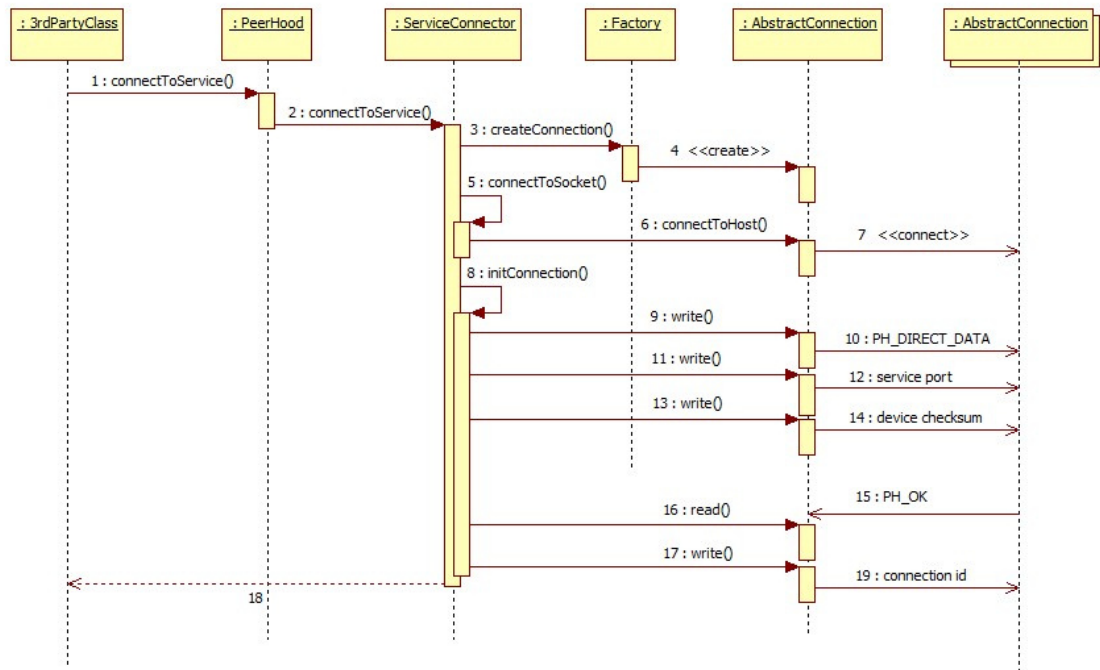 : 3rdPartyClass
: PeerHood
: ServiceConnector
: Factory
: AbstractConnection
: AbstractConnection
1 : connectToService()
2 : connectToService()
3 : createConnection()
4 <<create>>
5 : connectToSocket()
6 : connectToHost()
7 <<connect>>
8 : initConnection()
9 : write()
10 : PH_DIRECT_DATA
11 : write()
12 : service port
13 : write()
14 : device checksum
15 : PH_OK
16 : read()
17 : write()
19 : connection id
18